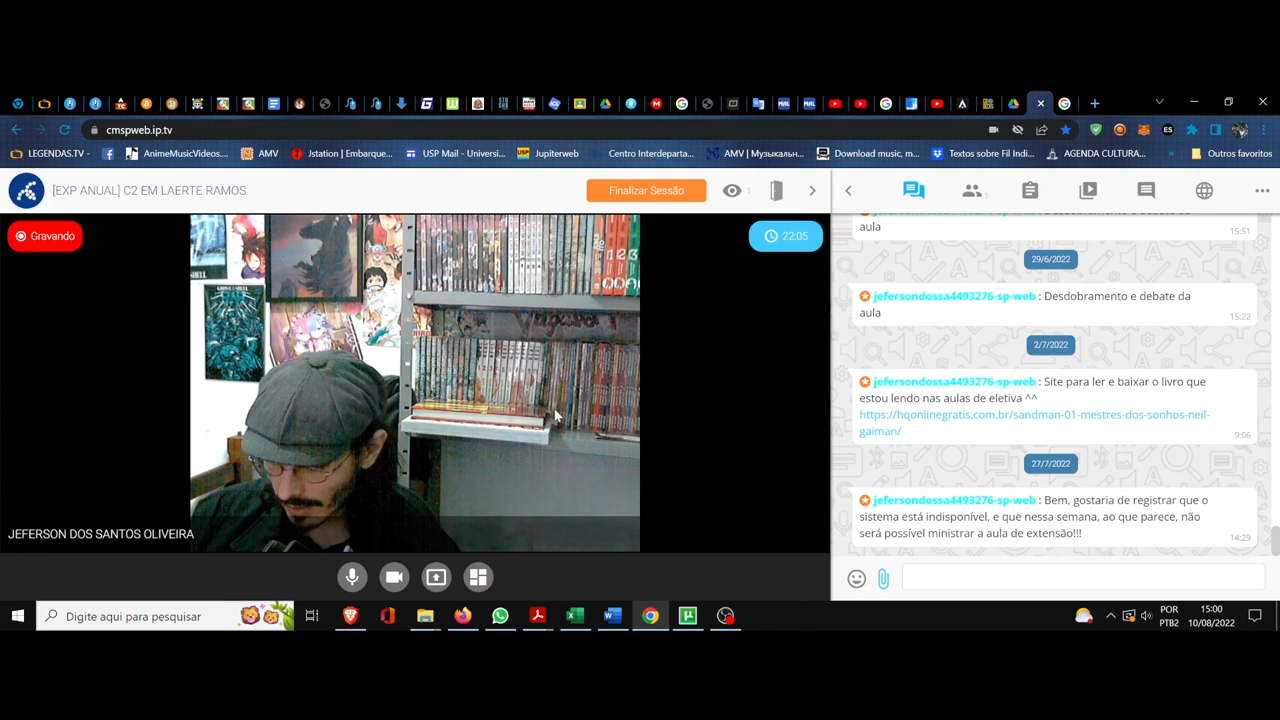 cmspweb.ip.tv
LEGENDAS.TV -
AnimeMusicVideos....
AMV
Jstation | Embarque...
USP Mail - Universi...
Jupiterweb
Centro Interdeparta...
AMV | Музыкальн...
Download music, m...
Textos sobre Fil Indi...
AGENDA CULTURA...
»
Outros favoritos
[EXP ANUAL] C2 EM LAERTE RAMOS
Finalizar Sessão
1
1
Gravando
22:05
JEFERSON DOS SANTOS OLIVEIRA
aula
15:51
29/6/2022
jefersondossa4493276-sp-web : Desdobramento e debate da
aula
15:22
2/7/2022
jefersondossa4493276-sp-web : Site para ler e baixar o livro que
estou lendo nas aulas de eletiva ^^
https://hqonlinegratis.com.br/sandman-01-mestres-dos-sonhos-neil-
gaiman/
9:06
27/7/2022
jefersondossa4493276-sp-web : Bem, gostaria de registrar que o
sistema está indisponível, e que nessa semana, ao que parece, não
será possível ministrar a aula de extensão!!!
14:29
Digite aqui para pesquisar
POR
PTB2
15:00
10/08/2022